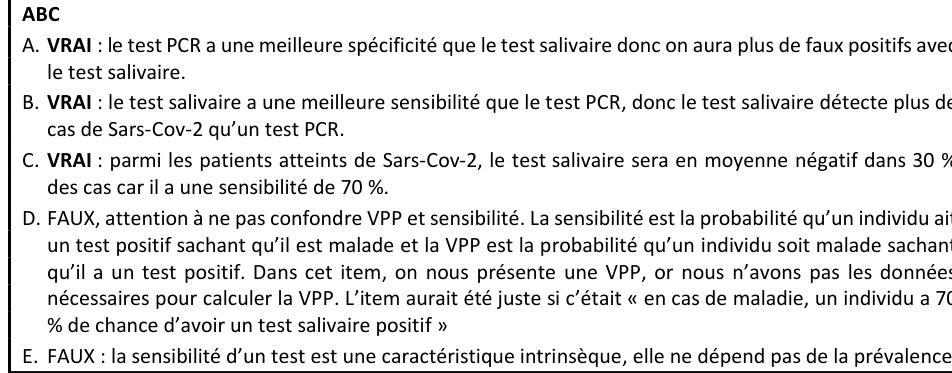 ABC
A. VRAI : le test PCR a une meilleure spécificité que le test salivaire donc on aura plus de faux positifs avec
le test salivaire.
B. VRAI : le test salivaire a une meilleure sensibilité que le test PCR, donc le test salivaire détecte plus de
cas de Sars-Cov-2 qu’un test PCR.
C. VRAI : parmi les patients atteints de Sars-Cov-2, le test salivaire sera en moyenne négatif dans 30 %
des cas car il a une sensibilité de 70 %.
D. FAUX, attention à ne pas confondre VPP et sensibilité. La sensibilité est la probabilité qu’un individu ait
un test positif sachant qu’il est malade et la VPP est la probabilité qu’un individu soit malade sachant
qu’il a un test positif. Dans cet item, on nous présente une VPP, or nous n’avons pas les données
nécessaires pour calculer la VPP. L’item aurait été juste si c’était « en cas de maladie, un individu a 70
% de chance d’avoir un test salivaire positif »
E. FAUX : la sensibilité d’un test est une caractéristique intrinsèque, elle ne dépend pas de la prévalence